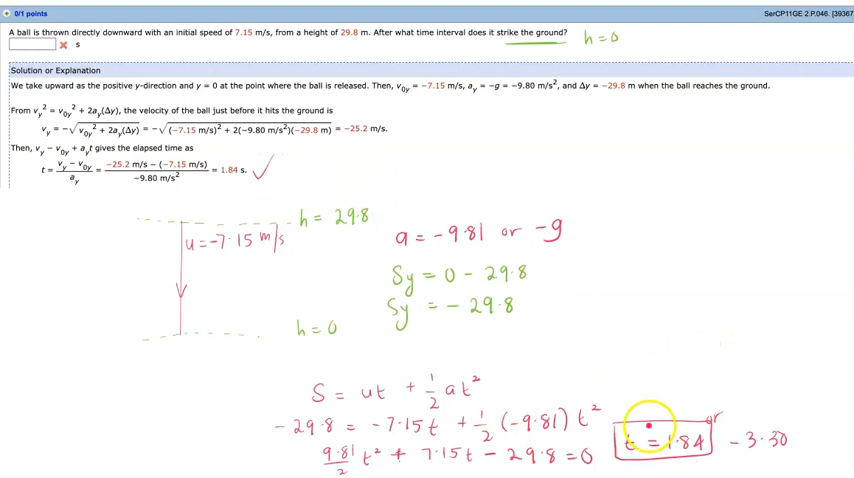 0/1 points
SerCP11GE 2.P.046. [39367
A ball is thrown directly downward with an initial speed of 7.15 m/s, from a height of 29.8 m. After what time interval does it strike the ground?
h = 0
s
Solution or Explanation
We take upward as the positive y-direction and y = 0 at the point where the ball is released. Then, v0y = −7.15 m/s, ay = −g = −9.80 m/s², and Δy = −29.8 m when the ball reaches the ground.
From vy² = v0y² + 2ay(Δy), the velocity of the ball just before it hits the ground is
vy = −√(v0y² + 2ay(Δy)) = −√((−7.15 m/s)² + 2(−9.80 m/s²)(−29.8 m)) = −25.2 m/s.
Then, vy − v0y + ayt gives the elapsed time as
t = (vy − v0y)/ay = (−25.2 m/s − (−7.15 m/s))/(−9.80 m/s²) = 1.84 s.
h = 29.8
u = −7.15 m/s
a = −9.81 or −g
Sy = 0 − 29.8
Sy = − 29.8
h = 0
S = ut + 1/2 at²
−29.8 = −7.15t + 1/2 (−9.81) t²
9.81/2 t² + 7.15t − 29.8 = 0
t = 1.84 or −3.30